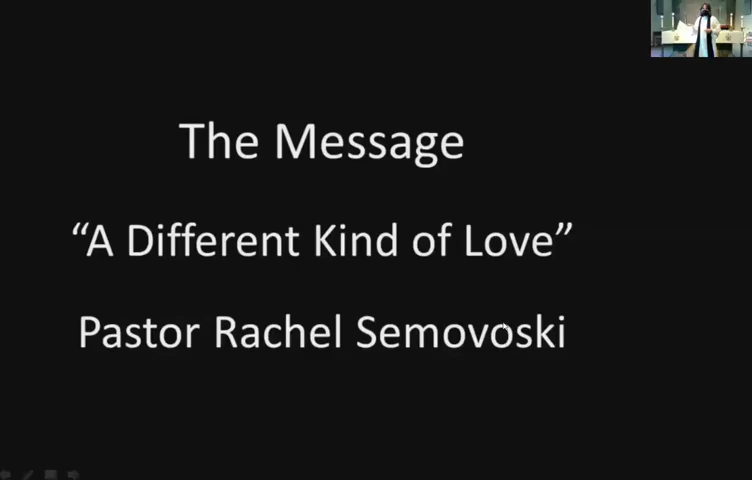 The Message
“A Different Kind of Love”
Pastor Rachel Semovoski